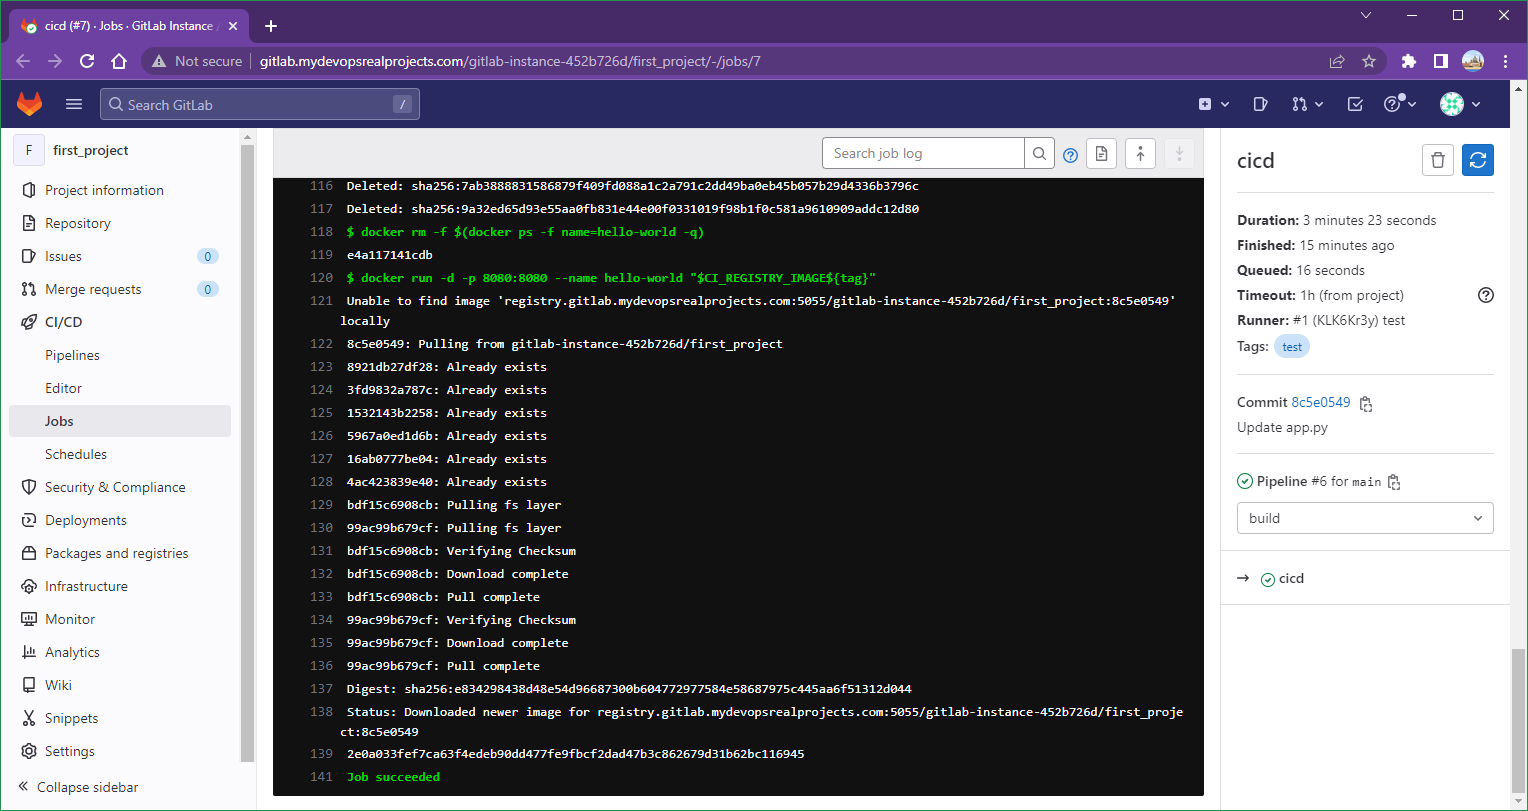 cicd (#7) · Jobs · GitLab Instance /
Not secure
gitlab.mydevopsrealprojects.com/gitlab-instance-452b726d/first_project/-/jobs/7
Search GitLab
/
F
first_project
Project information
Repository
Issues
0
Merge requests
0
CI/CD
Pipelines
Editor
Jobs
Schedules
Security & Compliance
Deployments
Packages and registries
Infrastructure
Monitor
Analytics
Wiki
Snippets
Settings
Collapse sidebar
Search job log
116 Deleted: sha256:7ab3888831586879f409fd088a1c2a791c2dd49ba0eb45b057b29d4336b3796c
117 Deleted: sha256:9a32ed65d93e55aa0fb831e44e00f0331019f98b1f0c581a9610909addc12d80
118 $ docker rm -f $(docker ps -f name=hello-world -q)
119 e4a117141cdb
120 $ docker run -d -p 8080:8080 --name hello-world "$CI_REGISTRY_IMAGE${tag}"
121 Unable to find image 'registry.gitlab.mydevopsrealprojects.com:5055/gitlab-instance-452b726d/first_project:8c5e0549'
locally
122 8c5e0549: Pulling from gitlab-instance-452b726d/first_project
123 8921db27df28: Already exists
124 3fd9832a787c: Already exists
125 1532143b2258: Already exists
126 5967a0ed1d6b: Already exists
127 16ab0777be04: Already exists
128 4ac423839e40: Already exists
129 bdf15c6908cb: Pulling fs layer
130 99ac99b679cf: Pulling fs layer
131 bdf15c6908cb: Verifying Checksum
132 bdf15c6908cb: Download complete
133 bdf15c6908cb: Pull complete
134 99ac99b679cf: Verifying Checksum
135 99ac99b679cf: Download complete
136 99ac99b679cf: Pull complete
137 Digest: sha256:e834298438d48e54d96687300b604772977584e58687975c445aa6f51312d044
138 Status: Downloaded newer image for registry.gitlab.mydevopsrealprojects.com:5055/gitlab-instance-452b726d/first_proje
ct:8c5e0549
139 2e0a033fef7ca63f4edeb90dd477fe9fbcf2dad47b3c862679d31b62bc116945
141 Job succeeded
cicd
Duration: 3 minutes 23 seconds
Finished: 15 minutes ago
Queued: 16 seconds
Timeout: 1h (from project)
Runner: #1 (KLK6Kr3y) test
Tags: test
Commit 8c5e0549
Update app.py
Pipeline #6 for main
build
cicd